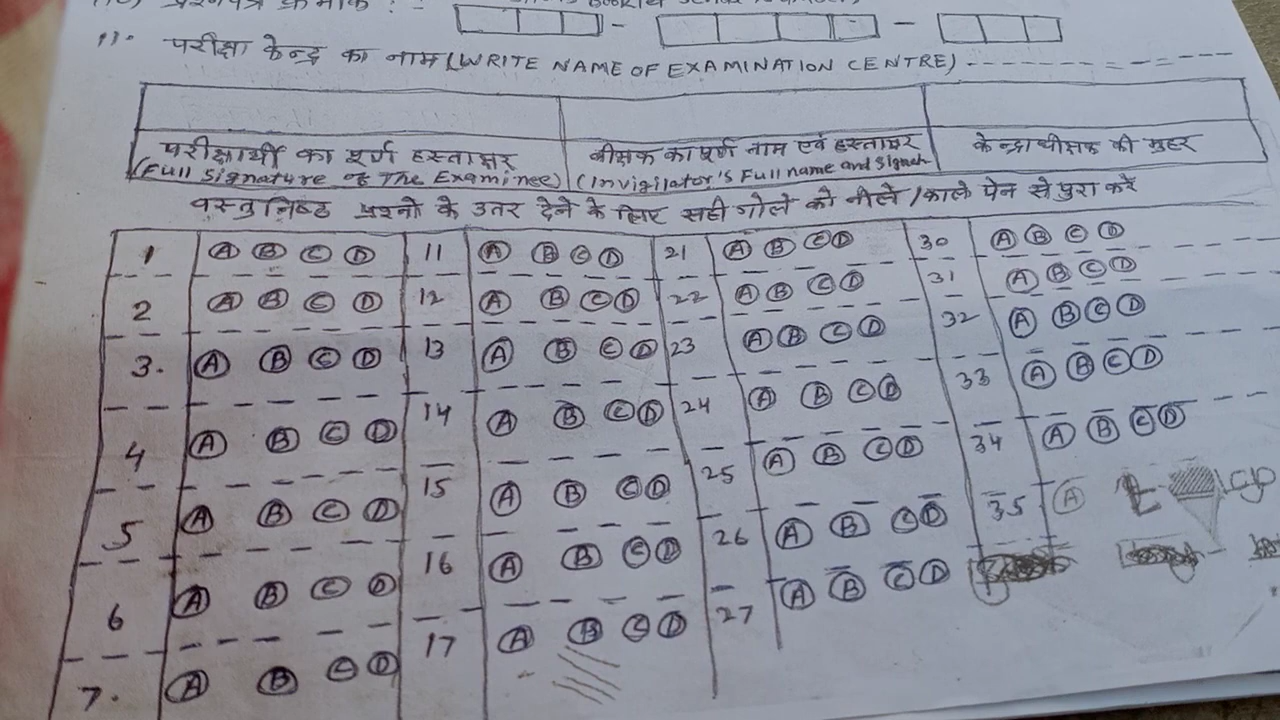 11. परीक्षा केन्द्र का नाम (WRITE NAME OF EXAMINATION CENTRE)
परीक्षार्थी का पूर्ण हस्ताक्षर
(Full Signature of The Examinee)
वीक्षक का पूर्ण नाम एवं हस्ताक्षर
(Invigilator's Full name and Signat
केन्द्राधीक्षक की मुहर
वस्तुनिष्ठ प्रश्नों के उतर देने के लिए सही गोले को नीले /काले पेन से पुरा करें
1 A B C D 11 A B C D 21 A B C D 30 A B C D
2 A B C D 12 A B C D 22 A B C D 31 A B C D
3. A B C D 13 A B C D 23 A B C D 32 A B C D
4 A B C D 14 A B C D 24 A B C D 33 A B C D
5 A B C D 15 A B C D 25 A B C D 34 A B C D
6 A B C D 16 A B C D 26 A B C D 35 A
7. A B C D 17 A B C D 27 A B C D